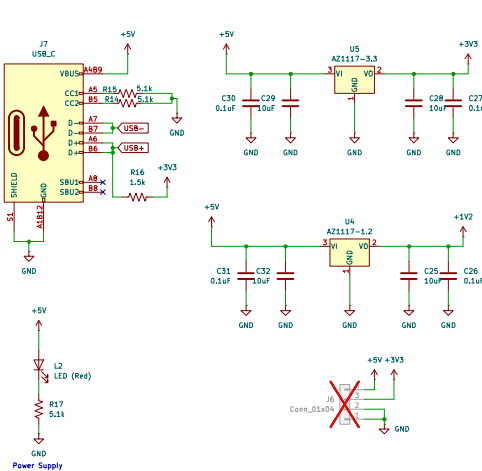 J7
USB_C
+5V
VBUS
A4B9
CC1
A5
R15
5.1k
CC2
B5
R14
5.1k
GND
D-
A7
D-
B7
USB-
D+
A6
D+
B6
USB+
+3V3
R16
1.5k
SBU1
A8
SBU2
B8
SHIELD
GND
S1
A1B12
GND
+5V
U5
AZ1117-3.3
+3V3
3
VI
VO
2
GND
1
C30
0.1uF
C29
10uF
C28
10uF
C27
GND
GND
GND
GND
GND
+5V
U4
AZ1117-1.2
+1V2
3
VI
VO
2
GND
1
C31
0.1uF
C32
10uF
C25
10uF
C26
0.1uF
GND
GND
GND
GND
GND
+5V
L2
LED (Red)
R17
5.1k
GND
+5V
+3V3
J6
Conn_01x04
3
2
1
GND
Power Supply